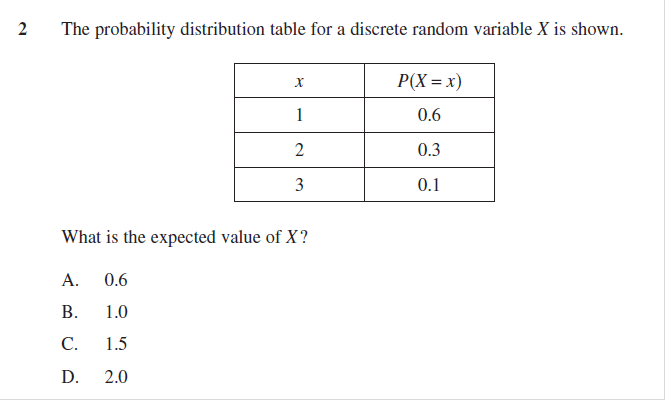 2 The probability distribution table for a discrete random variable X is shown.
x P(X = x)
1 0.6
2 0.3
3 0.1
What is the expected value of X?
A. 0.6
B. 1.0
C. 1.5
D. 2.0